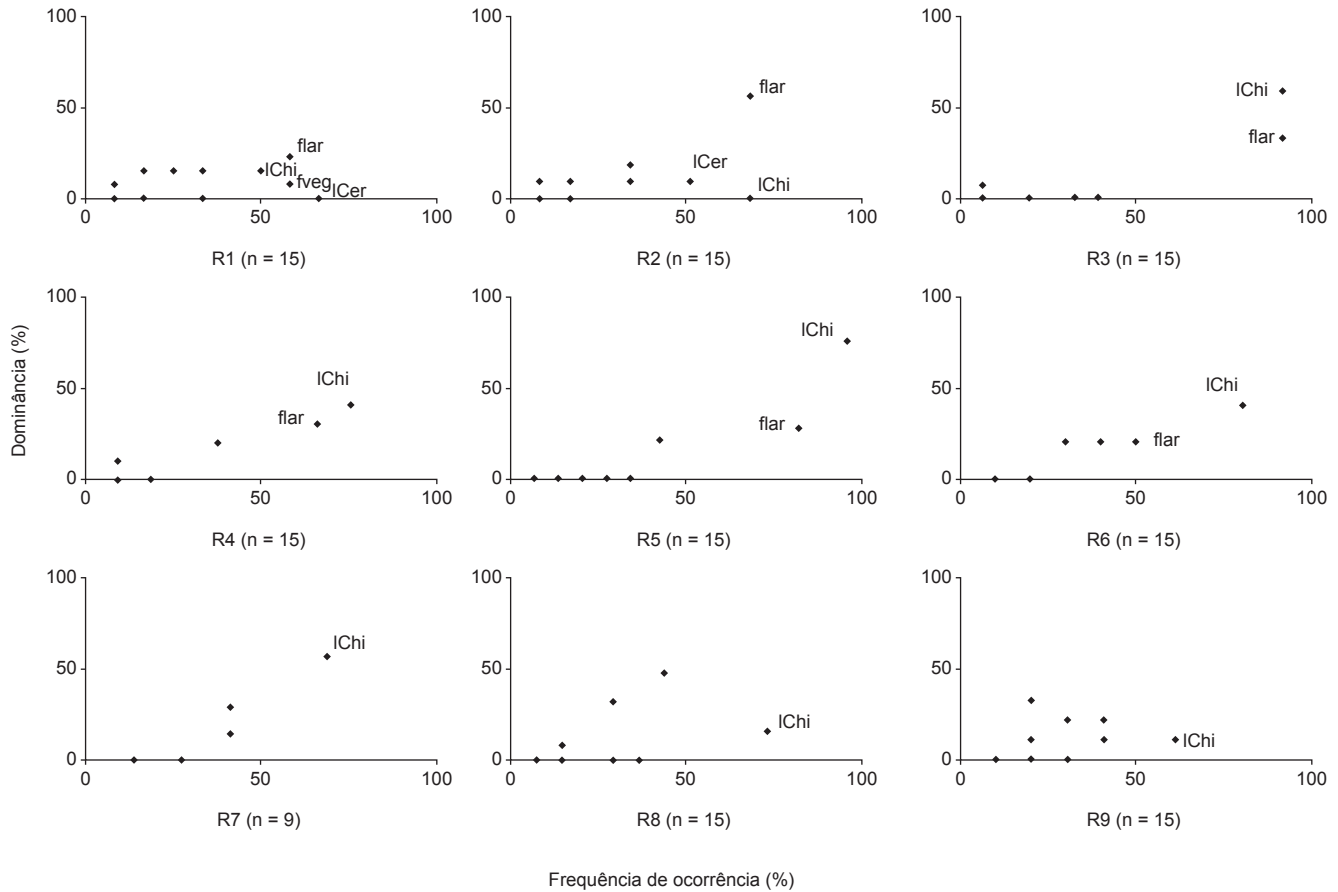 100
50
0
0
50
100
flar
lChi
fveg
lCer
R1 (n = 15)
100
50
0
0
50
100
flar
lCer
lChi
R2 (n = 15)
100
50
0
0
50
100
lChi
flar
R3 (n = 15)
Dominância (%)
100
50
0
0
50
100
lChi
flar
R4 (n = 15)
100
50
0
0
50
100
lChi
flar
R5 (n = 15)
100
50
0
0
50
100
lChi
flar
R6 (n = 15)
100
50
0
0
50
100
lChi
R7 (n = 9)
100
50
0
0
50
100
lChi
R8 (n = 15)
100
50
0
0
50
100
lChi
R9 (n = 15)
Frequência de ocorrência (%)